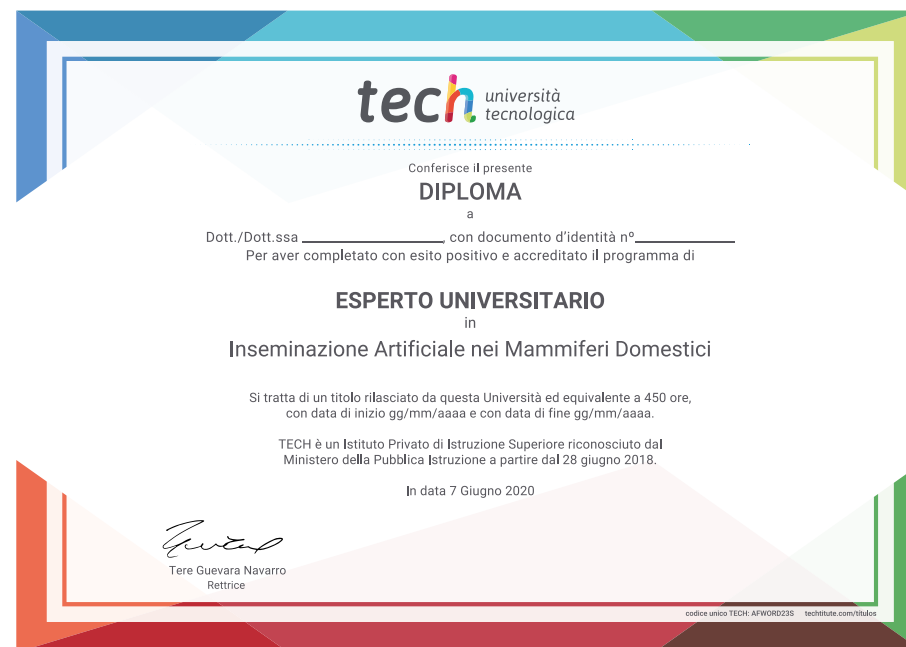 tech università
tecnologica
Conferisce il presente
DIPLOMA
a
Dott./Dott.ssa ____________________, con documento d'identità nº______________
Per aver completato con esito positivo e accreditato il programma di
ESPERTO UNIVERSITARIO
in
Inseminazione Artificiale nei Mammiferi Domestici
Si tratta di un titolo rilasciato da questa Università ed equivalente a 450 ore,
con data di inizio gg/mm/aaaa e con data di fine gg/mm/aaaa.
TECH è un Istituto Privato di Istruzione Superiore riconosciuto dal
Ministero della Pubblica Istruzione a partire dal 28 giugno 2018.
In data 7 Giugno 2020
Tere Guevara Navarro
Rettrice
codice unico TECH: AFWORD23S techtitute.com/titulos